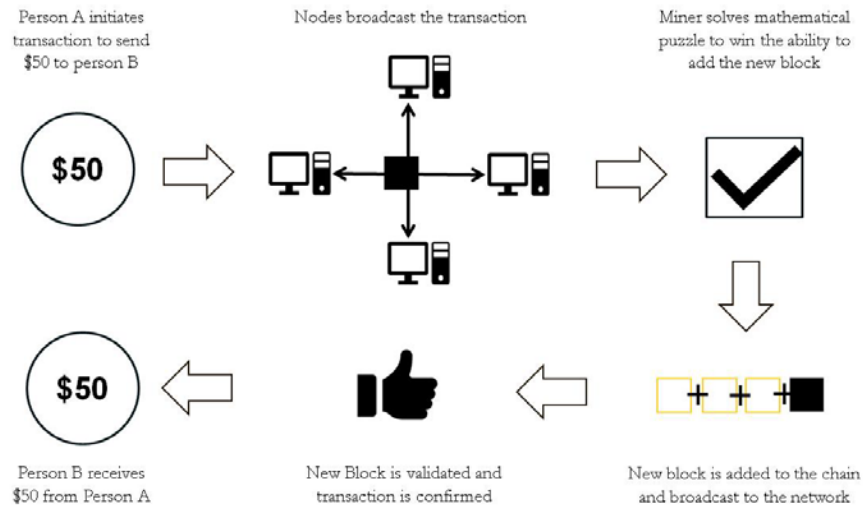 Person A initiates
transaction to send
$50 to person B
Nodes broadcast the transaction
Miner solves mathematical
puzzle to win the ability to
add the new block
$50
$50
Person B receives
$50 from Person A
New Block is validated and
transaction is confirmed
New block is added to the chain
and broadcast to the network